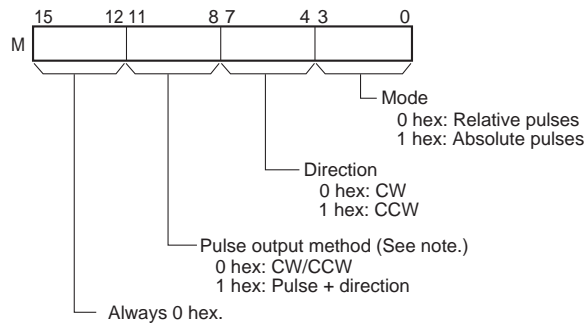 15 12 11 8 7 4 3 0
M
Mode
0 hex: Relative pulses
1 hex: Absolute pulses
Direction
0 hex: CW
1 hex: CCW
Pulse output method (See note.)
0 hex: CW/CCW
1 hex: Pulse + direction
Always 0 hex.